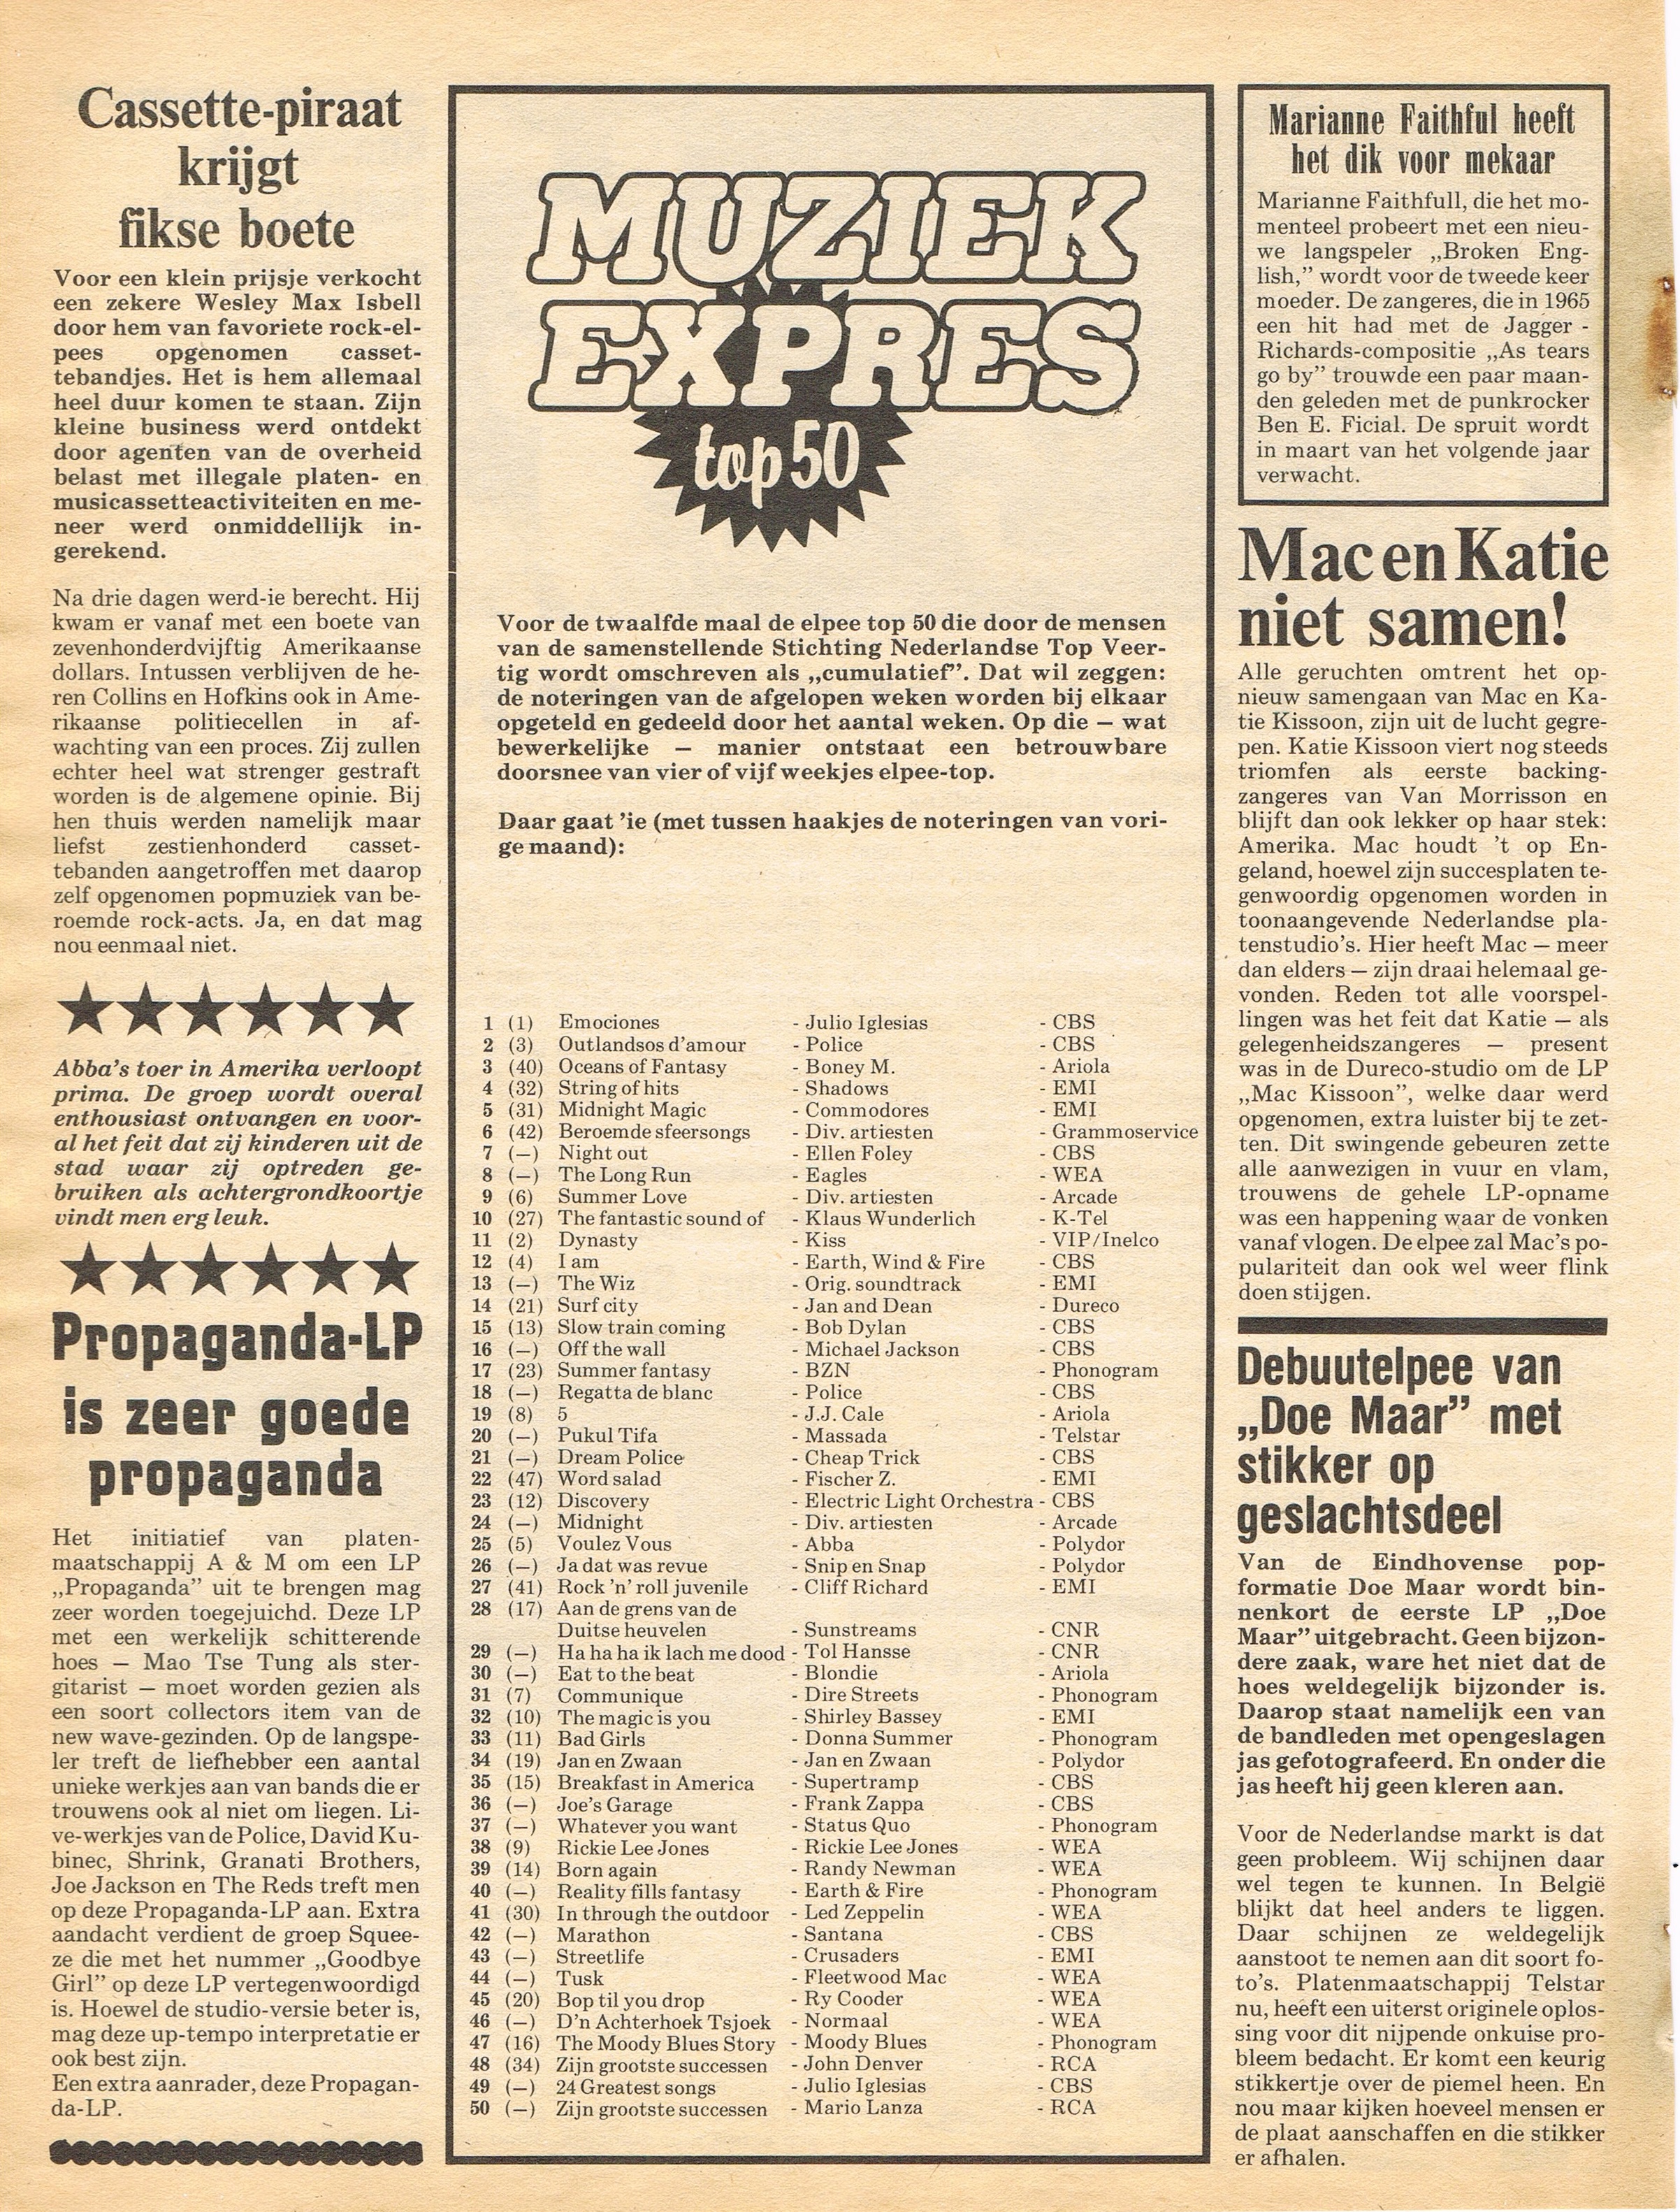 Cassette-piraat
krijgt
fikse boete
Voor een klein prijsje verkocht
een zekere Wesley Max Isbell
door hem van favoriete rock-el-
pees opgenomen casset-
tebandjes. Het is hem allemaal
heel duur komen te staan. Zijn
kleine business werd ontdekt
door agenten van de overheid
belast met illegale platen- en
musicassetteactiviteiten en me-
neer werd onmiddellijk in-
gerekend.
Na drie dagen werd-ie berecht. Hij
kwam er vanaf met een boete van
zevenhonderdvijftig Amerikaanse
dollars. Intussen verblijven de he-
ren Collins en Hofkins ook in Ame-
rikaanse politiecellen in af-
wachting van een proces. Zij zullen
echter heel wat strenger gestraft
worden is de algemene opinie. Bij
hen thuis werden namelijk maar
liefst zestienhonderd casset-
tebanden aangetroffen met daarop
zelf opgenomen popmuziek van be-
roemde rock-acts. Ja, en dat mag
nou eenmaal niet.
Abba's toer in Amerika verloopt
prima. De groep wordt overal
enthousiast ontvangen en voor-
al het feit dat zij kinderen uit de
stad waar zij optreden ge-
bruiken als achtergrondkoortje
vindt men erg leuk.
Propaganda-LP
is zeer goede
propaganda
Het initiatief van platen-
maatschappij A & M om een LP
„Propaganda” uit te brengen mag
zeer worden toegejuichd. Deze LP
met een werkelijk schitterende
hoes — Mao Tse Tung als ster-
gitarist — moet worden gezien als
een soort collectors item van de
new wave-gezinden. Op de langspe-
ler treft de liefhebber een aantal
unieke werkjes aan van bands die er
trouwens ook al niet om liegen. Li-
ve-werkjes van de Police, David Ku-
binec, Shrink, Granati Brothers,
Joe Jackson en The Reds treft men
op deze Propaganda-LP aan. Extra
aandacht verdient de groep Squee-
ze die met het nummer „Goodbye
Girl” op deze LP vertegenwoordigd
is. Hoewel de studio-versie beter is,
mag deze up-tempo interpretatie er
ook best zijn.
Een extra aanrader, deze Propagan-
da-LP.
MUZIEK
EXPRES
top 50
Voor de twaalfde maal de elpee top 50 die door de mensen
van de samenstellende Stichting Nederlandse Top Veer-
tig wordt omschreven als „cumulatief”. Dat wil zeggen:
de noteringen van de afgelopen weken worden bij elkaar
opgeteld en gedeeld door het aantal weken. Op die — wat
bewerkelijke — manier ontstaat een betrouwbare
doorsnee van vier of vijf weekjes elpee-top.
Daar gaat 'ie (met tussen haakjes de noteringen van vori-
ge maand):
1 (1) Emociones - Julio Iglesias - CBS
2 (3) Outlandsos d'amour - Police - CBS
3 (40) Oceans of Fantasy - Boney M. - Ariola
4 (32) String of hits - Shadows - EMI
5 (31) Midnight Magic - Commodores - EMI
6 (42) Beroemde sfeersongs - Div. artiesten - Grammoservice
7 (—) Night out - Ellen Foley - CBS
8 (—) The Long Run - Eagles - WEA
9 (6) Summer Love - Div. artiesten - Arcade
10 (27) The fantastic sound of - Klaus Wunderlich - K-Tel
11 (2) Dynasty - Kiss - VIP/Inelco
12 (4) I am - Earth, Wind & Fire - CBS
13 (—) The Wiz - Orig. soundtrack - EMI
14 (21) Surf city - Jan and Dean - Dureco
15 (13) Slow train coming - Bob Dylan - CBS
16 (—) Off the wall - Michael Jackson - CBS
17 (23) Summer fantasy - BZN - Phonogram
18 (—) Regatta de blanc - Police - CBS
19 (8) 5 - J.J. Cale - Ariola
20 (—) Pukul Tifa - Massada - Telstar
21 (—) Dream Police - Cheap Trick - CBS
22 (47) Word salad - Fischer Z. - EMI
23 (12) Discovery - Electric Light Orchestra - CBS
24 (—) Midnight - Div. artiesten - Arcade
25 (5) Voulez Vous - Abba - Polydor
26 (—) Ja dat was revue - Snip en Snap - Polydor
27 (41) Rock 'n' roll juvenile - Cliff Richard - EMI
28 (17) Aan de grens van de
Duitse heuvelen - Sunstreams - CNR
29 (—) Ha ha ha ik lach me dood - Tol Hansse - CNR
30 (—) Eat to the beat - Blondie - Ariola
31 (7) Communique - Dire Streets - Phonogram
32 (10) The magic is you - Shirley Bassey - EMI
33 (11) Bad Girls - Donna Summer - Phonogram
34 (19) Jan en Zwaan - Jan en Zwaan - Polydor
35 (15) Breakfast in America - Supertramp - CBS
36 (—) Joe's Garage - Frank Zappa - CBS
37 (—) Whatever you want - Status Quo - Phonogram
38 (9) Rickie Lee Jones - Rickie Lee Jones - WEA
39 (14) Born again - Randy Newman - WEA
40 (—) Reality fills fantasy - Earth & Fire - Phonogram
41 (30) In through the outdoor - Led Zeppelin - WEA
42 (—) Marathon - Santana - CBS
43 (—) Streetlife - Crusaders - EMI
44 (—) Tusk - Fleetwood Mac - WEA
45 (20) Bop til you drop - Ry Cooder - WEA
46 (—) D'n Achterhoek Tsjoek - Normaal - WEA
47 (16) The Moody Blues Story - Moody Blues - Phonogram
48 (34) Zijn grootste successen - John Denver - RCA
49 (—) 24 Greatest songs - Julio Iglesias - CBS
50 (—) Zijn grootste successen - Mario Lanza - RCA
Marianne Faithful heeft
het dik voor mekaar
Marianne Faithfull, die het mo-
menteel probeert met een nieu-
we langspeler „Broken Eng-
lish,” wordt voor de tweede keer
moeder. De zangeres, die in 1965
een hit had met de Jagger -
Richards-compositie „As tears
go by” trouwde een paar maan-
den geleden met de punkrocker
Ben E. Ficial. De spruit wordt
in maart van het volgende jaar
verwacht.
Mac en Katie
niet samen!
Alle geruchten omtrent het op-
nieuw samengaan van Mac en Ka-
tie Kissoon, zijn uit de lucht gegre-
pen. Katie Kissoon viert nog steeds
triomfen als eerste backing-
zangeres van Van Morrisson en
blijft dan ook lekker op haar stek:
Amerika. Mac houdt 't op En-
geland, hoewel zijn succesplaten te-
genwoordig opgenomen worden in
toonaangevende Nederlandse pla-
tenstudio's. Hier heeft Mac — meer
dan elders — zijn draai helemaal ge-
vonden. Reden tot alle voorspel-
lingen was het feit dat Katie — als
gelegenheidszangeres — present
was in de Dureco-studio om de LP
„Mac Kissoon”, welke daar werd
opgenomen, extra luister bij te zet-
ten. Dit swingende gebeuren zette
alle aanwezigen in vuur en vlam,
trouwens de gehele LP-opname
was een happening waar de vonken
vanaf vlogen. De elpee zal Mac's po-
pulariteit dan ook wel weer flink
doen stijgen.
Debuutelpee van
„Doe Maar” met
stikker op
geslachtsdeel
Van de Eindhovense pop-
formatie Doe Maar wordt bin-
nenkort de eerste LP „Doe
Maar” uitgebracht. Geen bijzon-
dere zaak, ware het niet dat de
hoes weldegelijk bijzonder is.
Daarop staat namelijk een van
de bandleden met opengeslagen
jas gefotografeerd. En onder die
jas heeft hij geen kleren aan.
Voor de Nederlandse markt is dat
geen probleem. Wij schijnen daar
wel tegen te kunnen. In België
blijkt dat heel anders te liggen.
Daar schijnen ze weldegelijk
aanstoot te nemen aan dit soort fo-
to's. Platenmaatschappij Telstar
nu, heeft een uiterst originele oplos-
sing voor dit nijpende onkuise pro-
bleem bedacht. Er komt een keurig
stikkertje over de piemel heen. En
nou maar kijken hoeveel mensen er
de plaat aanschaffen en die stikker
er afhalen.